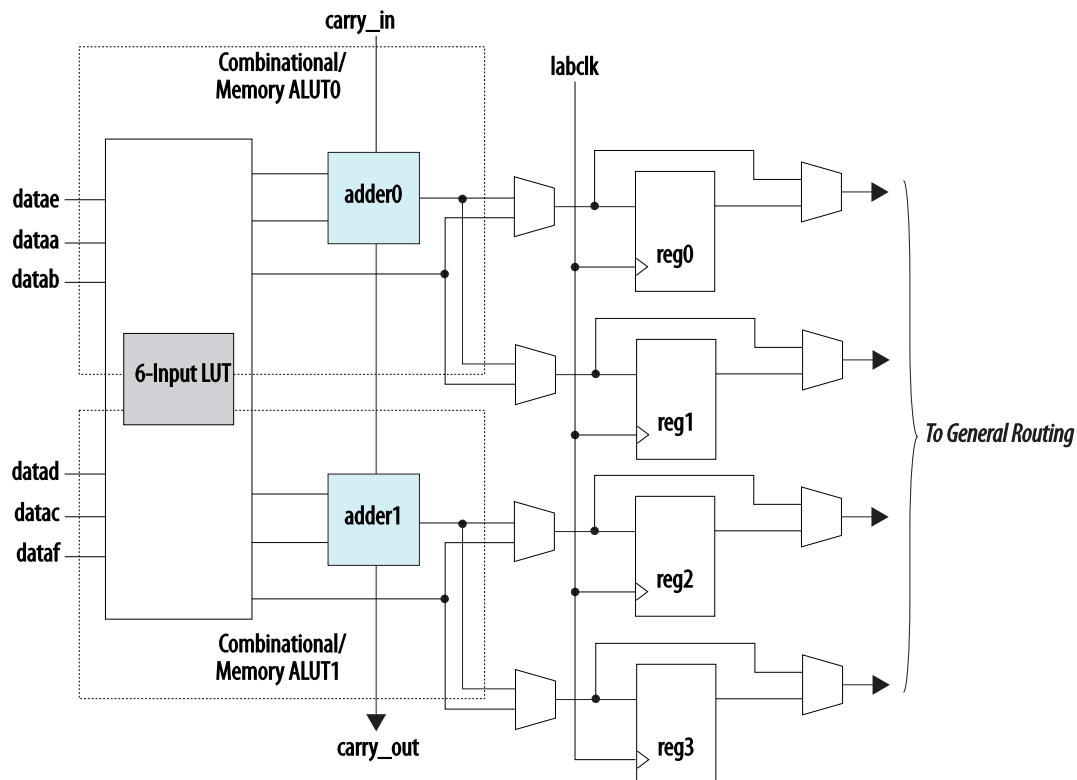 carry_in
Combinational/
Memory ALUT0
labclk
datae
dataa
datab
adder0
reg0
6-Input LUT
reg1
To General Routing
datad
datac
dataf
adder1
reg2
Combinational/
Memory ALUT1
carry_out
reg3